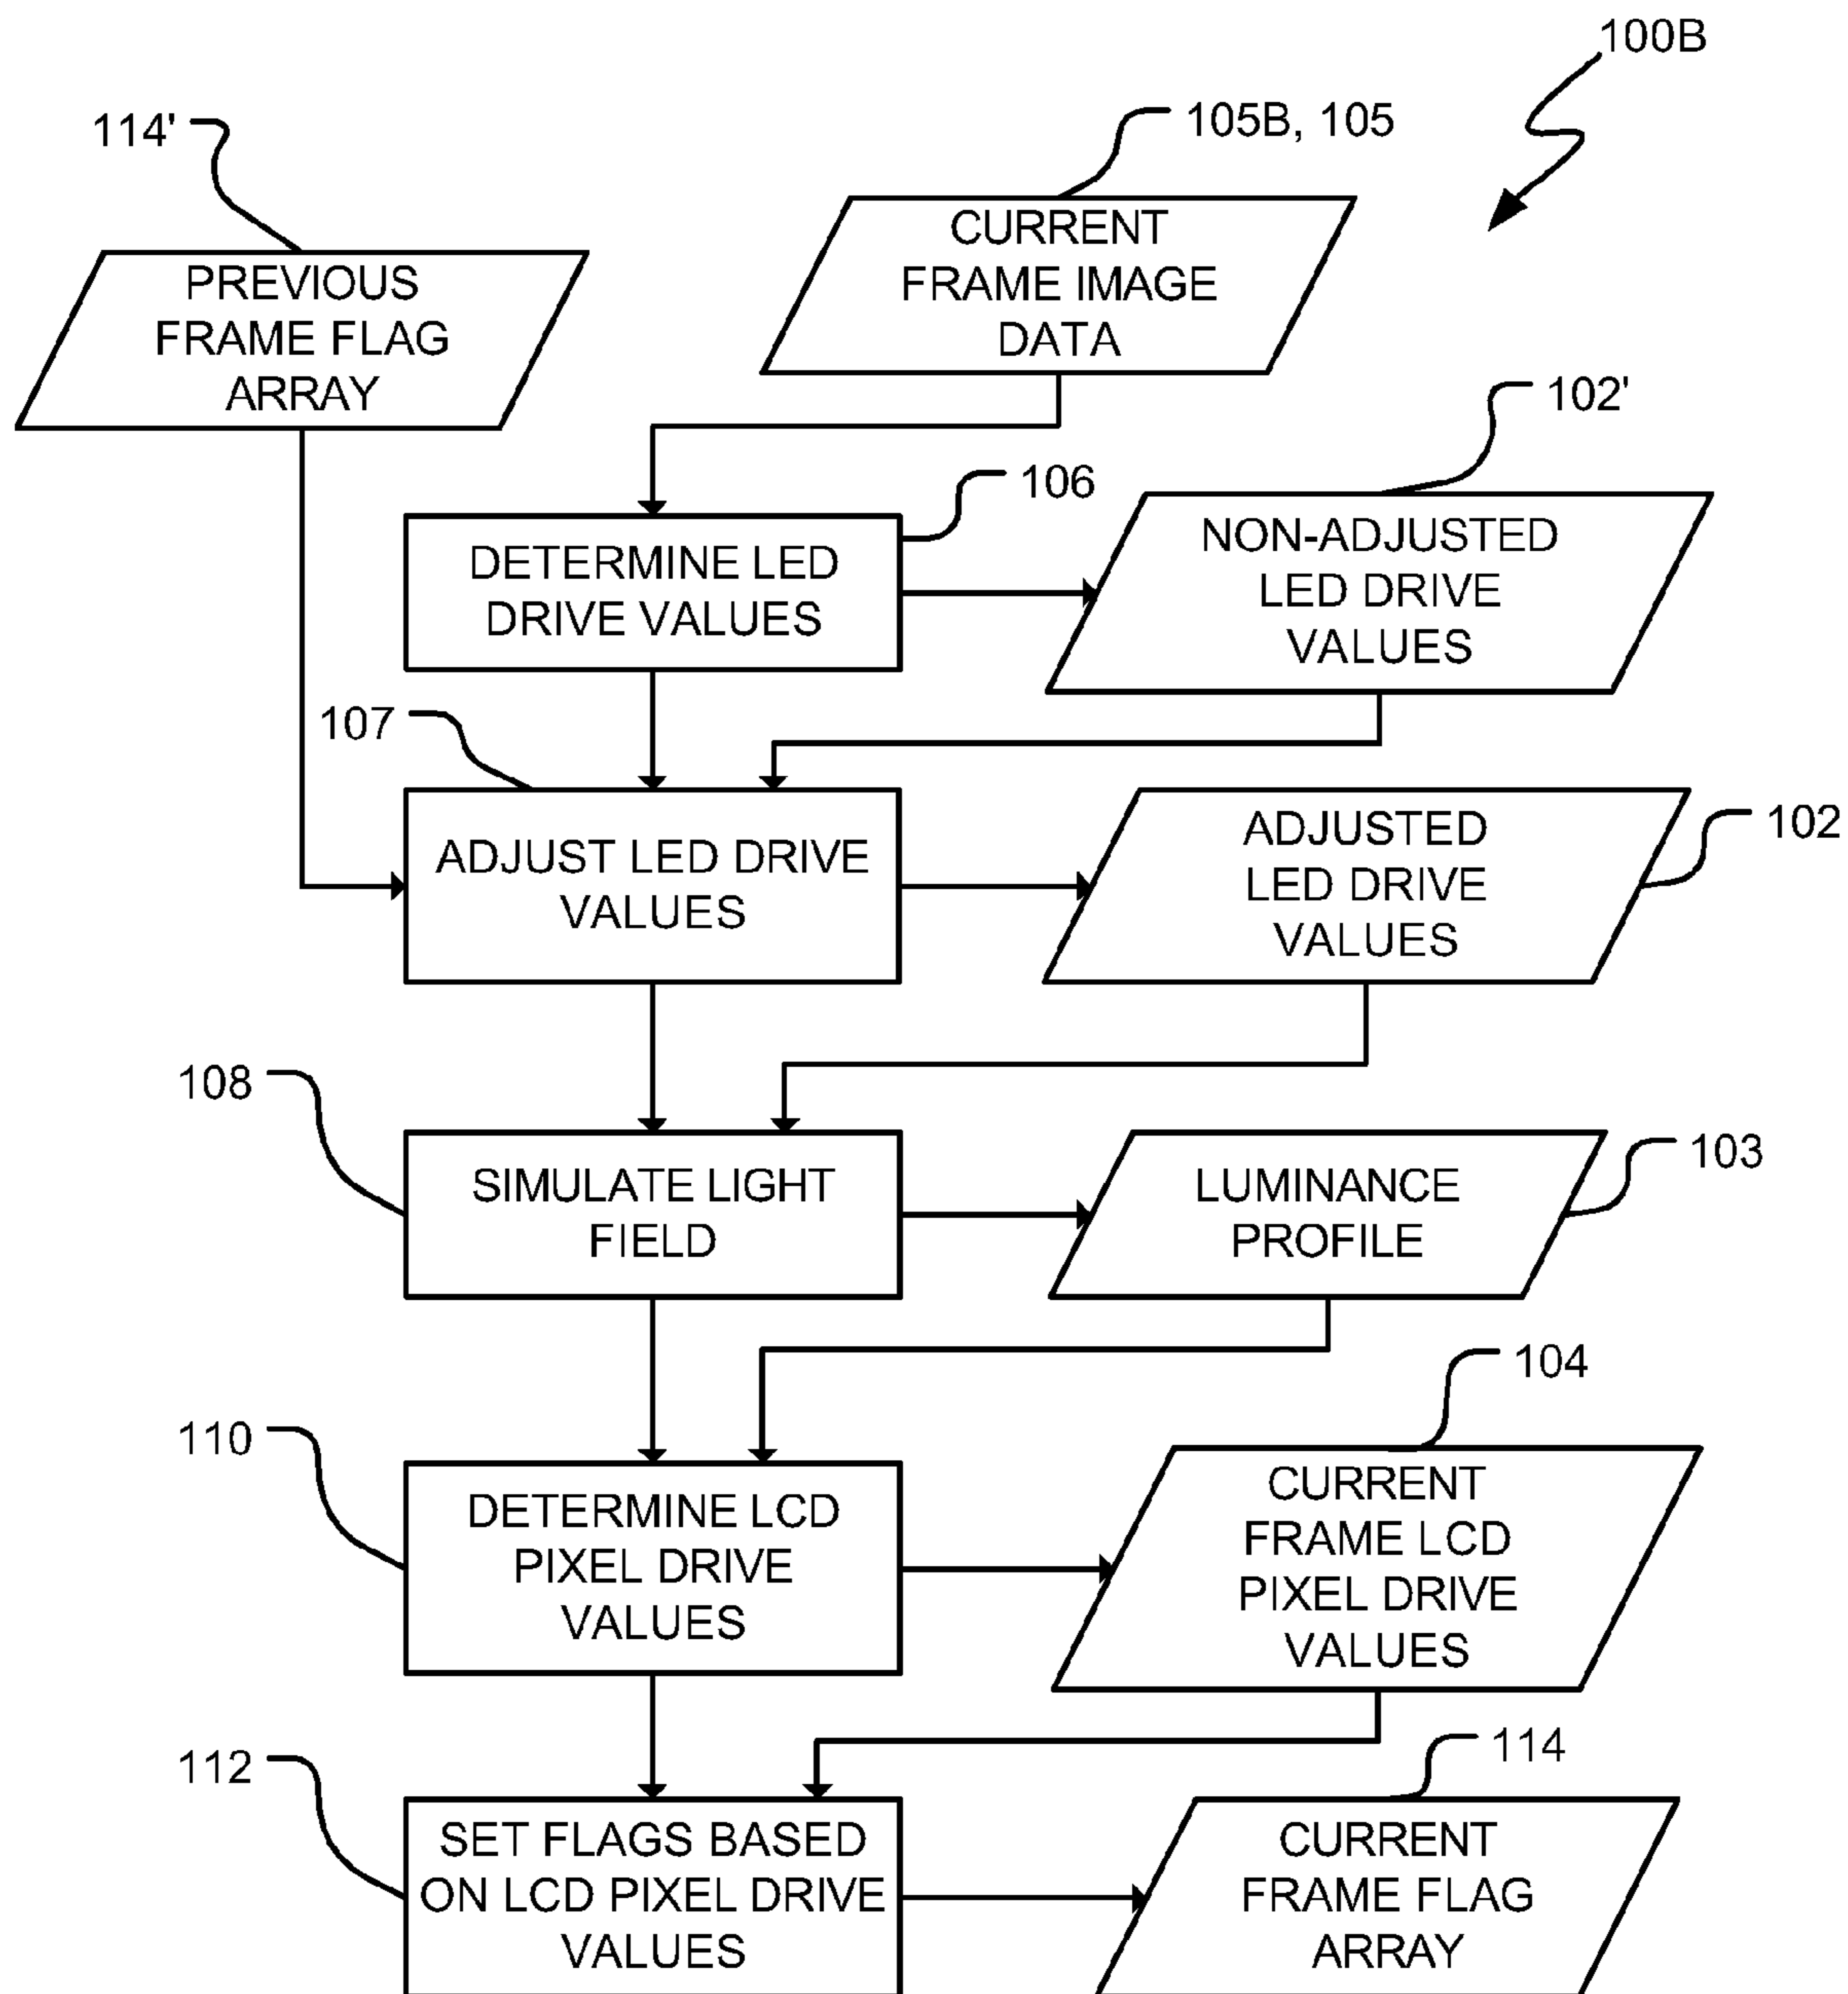 100B
105B, 105
114'
CURRENT
FRAME IMAGE
DATA
PREVIOUS
FRAME FLAG
ARRAY
102'
106
NON-ADJUSTED
LED DRIVE
VALUES
DETERMINE LED
DRIVE VALUES
107
102
ADJUST LED DRIVE
VALUES
ADJUSTED
LED DRIVE
VALUES
108
103
SIMULATE LIGHT
FIELD
LUMINANCE
PROFILE
104
110
DETERMINE LCD
PIXEL DRIVE
VALUES
CURRENT
FRAME LCD
PIXEL DRIVE
VALUES
112
114
SET FLAGS BASED
ON LCD PIXEL DRIVE
VALUES
CURRENT
FRAME FLAG
ARRAY